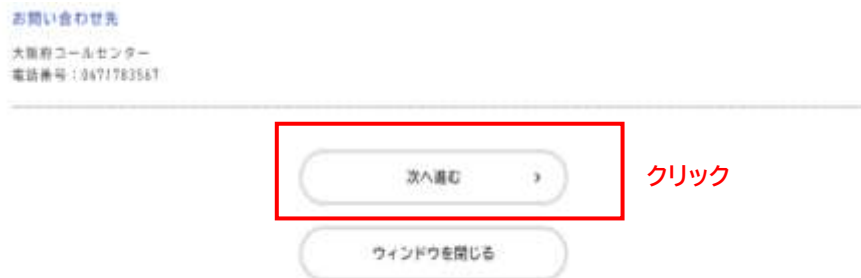 お問い合わせ先
大阪府コールセンター
電話番号：0671783567
次へ進む
クリック
ウィンドウを閉じる